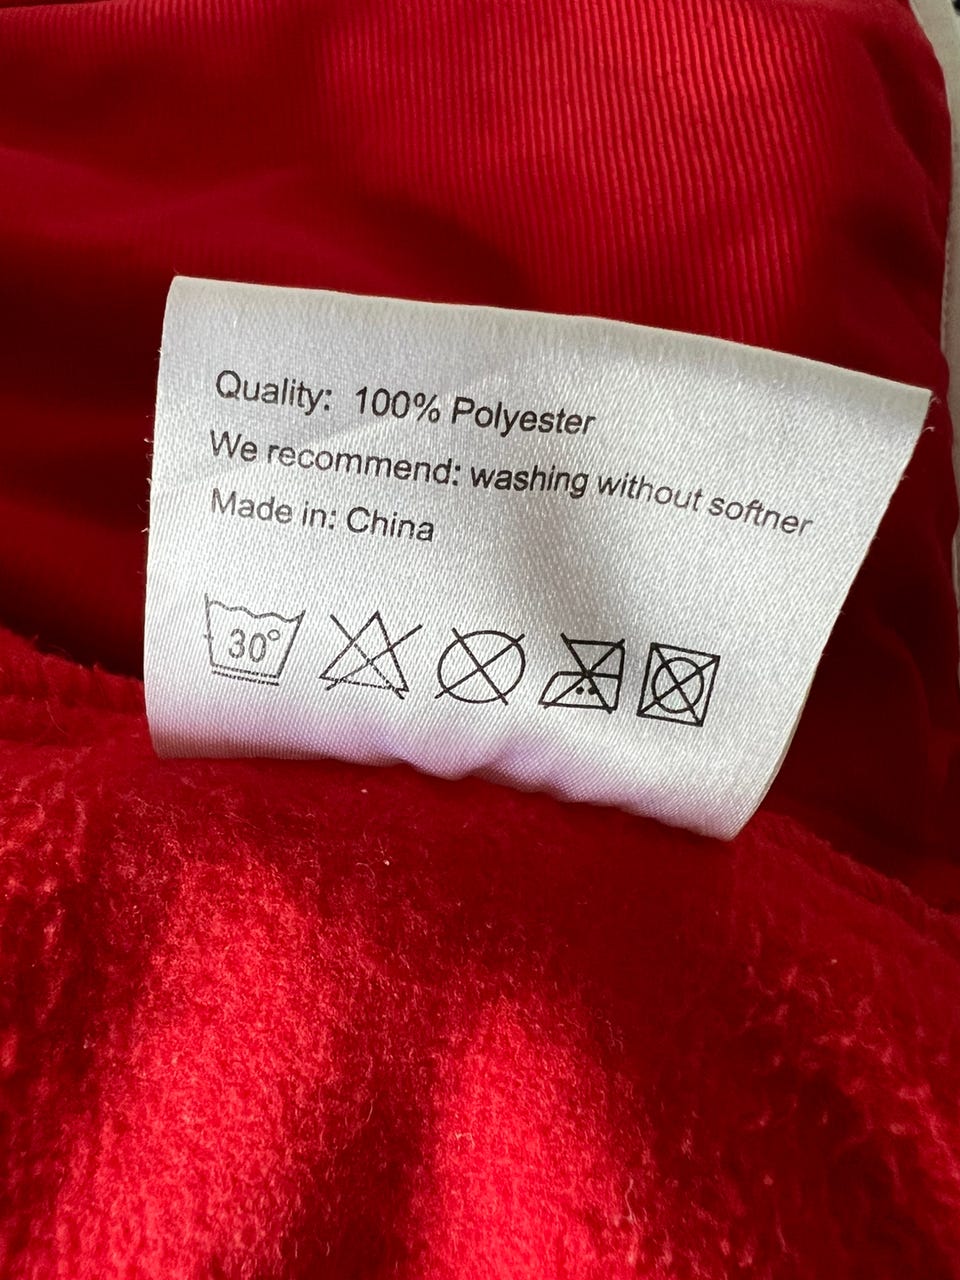 Quality: 100% Polyester
We recommend: washing without softner
Made in: China
30°